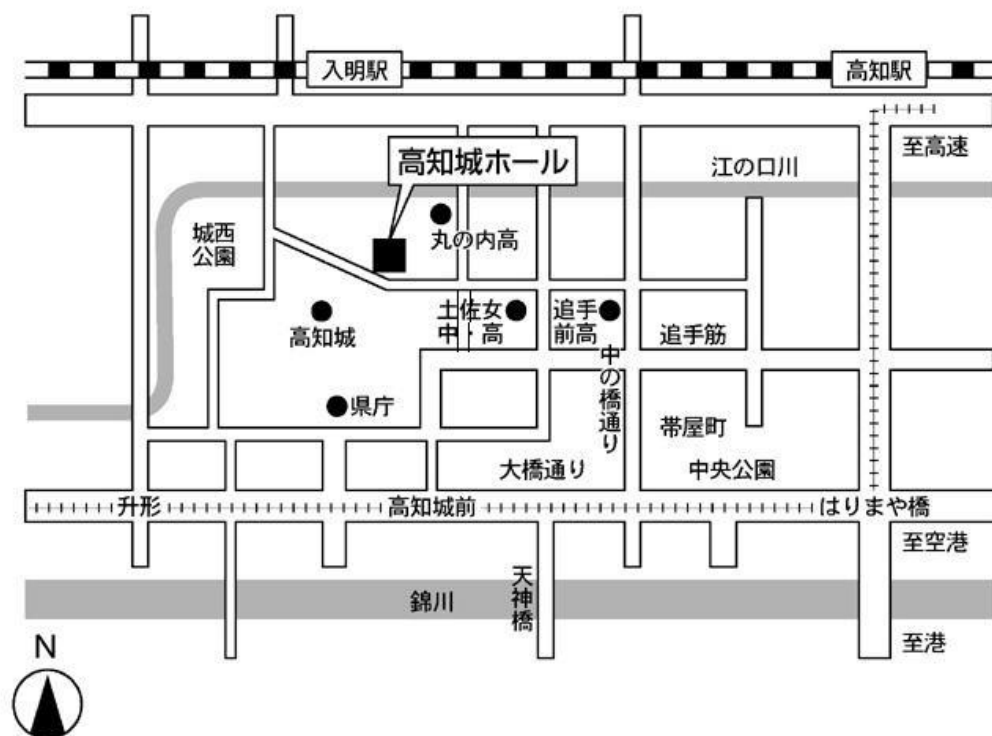 入明駅
高知駅
高知城ホール
江の口川
至高速
城西
公園
丸の内高
高知城
土佐女
中・高
追手
前高
追手筋
中の橋通り
県庁
帯屋町
大橋通り
中央公園
升形
高知城前
はりまや橋
至空港
天神橋
錦川
至港
N